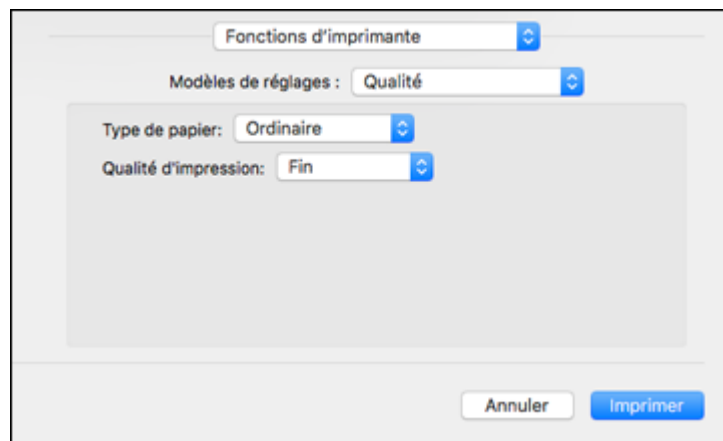 Fonctions d'imprimante
Modèles de réglages : Qualité
Type de papier: Ordinaire
Qualité d'impression: Fin
Annuler Imprimer